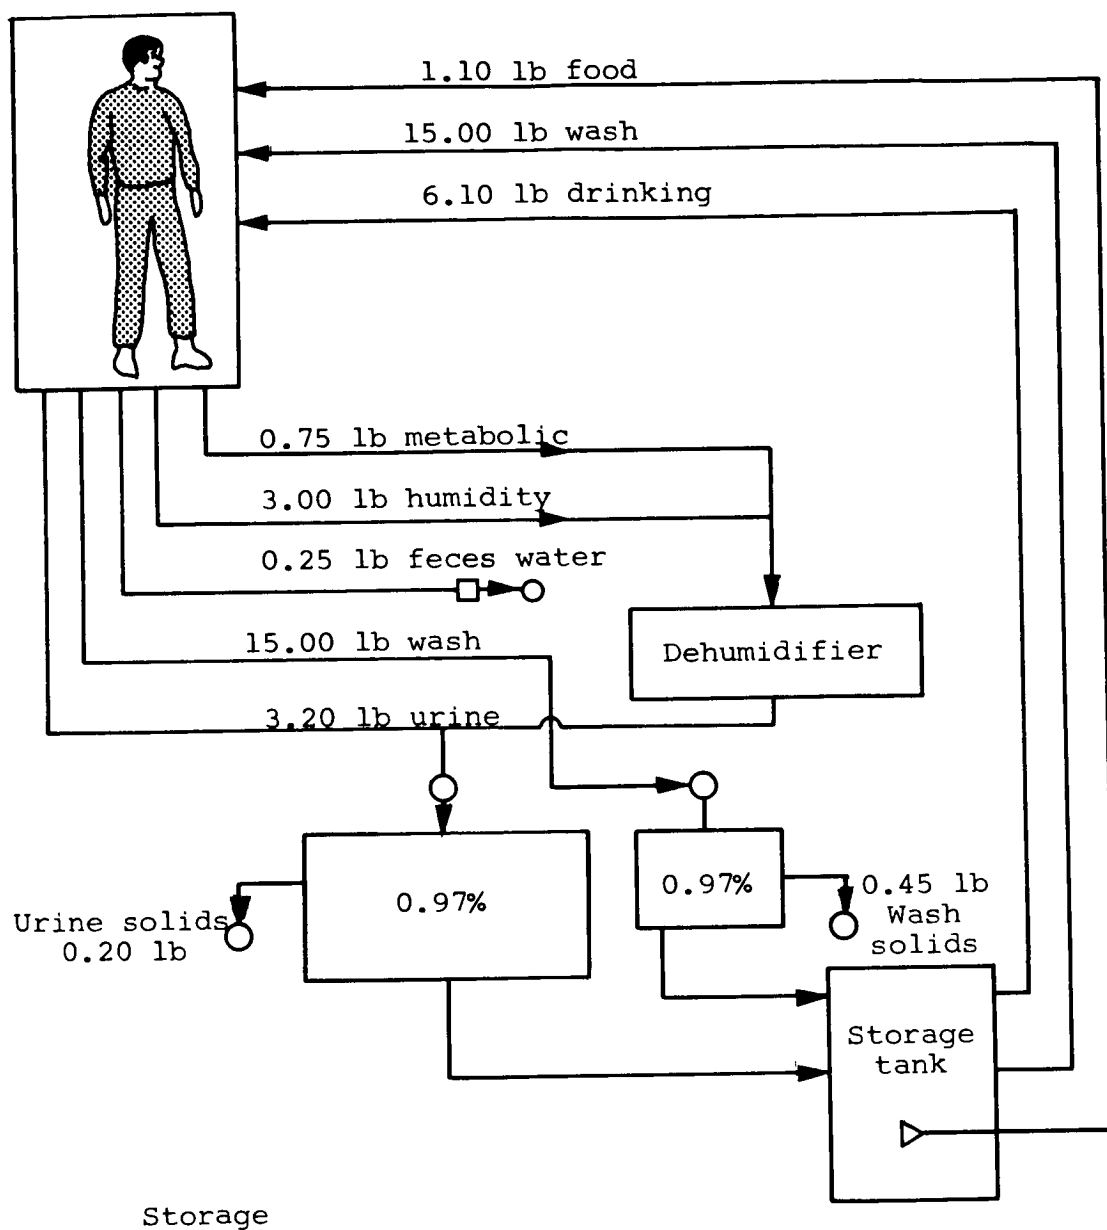 1.10 lb food
15.00 lb wash
6.10 lb drinking
0.75 lb metabolic
3.00 lb humidity
0.25 lb feces water
15.00 lb wash
Dehumidifier
3.20 lb urine
0.97%
0.97%
0.45 lb
Wash
solids
Urine solids
0.20 lb
Storage
tank
Storage